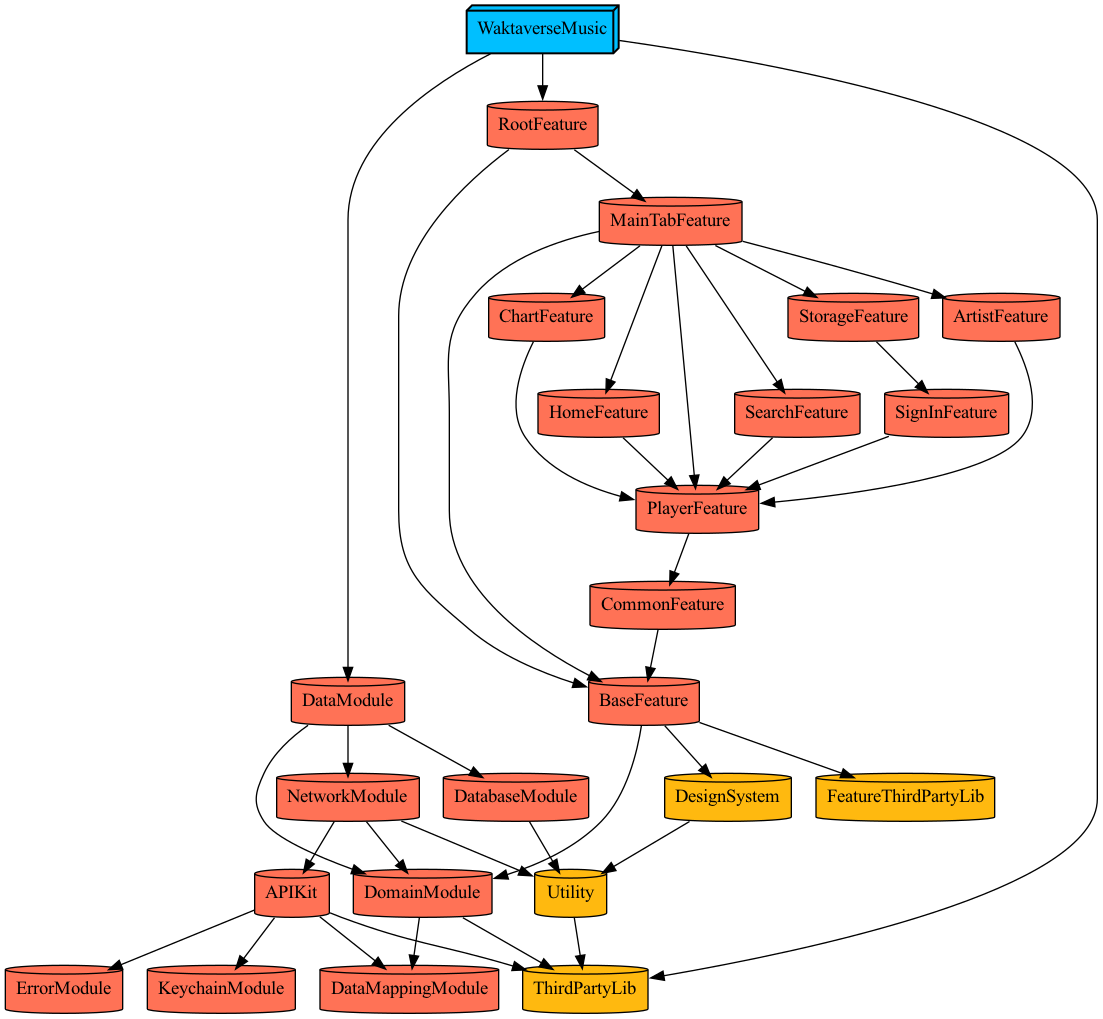 WaktaverseMusic
RootFeature
MainTabFeature
ChartFeature
StorageFeature
ArtistFeature
HomeFeature
SearchFeature
SignInFeature
PlayerFeature
CommonFeature
DataModule
BaseFeature
NetworkModule
DatabaseModule
DesignSystem
FeatureThirdPartyLib
APIKit
DomainModule
Utility
ErrorModule
KeychainModule
DataMappingModule
ThirdPartyLib